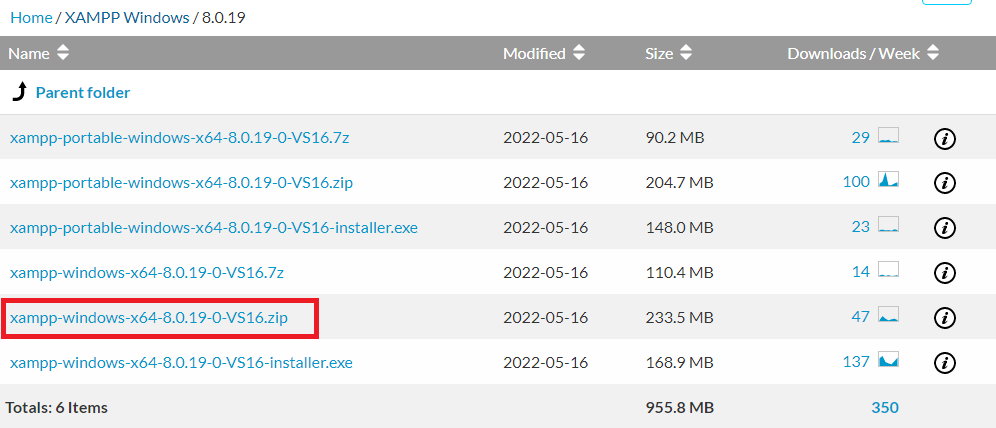 Home / XAMPP Windows / 8.0.19
Name Modified Size Downloads / Week
Parent folder
xampp-portable-windows-x64-8.0.19-0-VS16.7z 2022-05-16 90.2 MB 29
xampp-portable-windows-x64-8.0.19-0-VS16.zip 2022-05-16 204.7 MB 100
xampp-portable-windows-x64-8.0.19-0-VS16-installer.exe 2022-05-16 148.0 MB 23
xampp-windows-x64-8.0.19-0-VS16.7z 2022-05-16 110.4 MB 14
xampp-windows-x64-8.0.19-0-VS16.zip 2022-05-16 233.5 MB 47
xampp-windows-x64-8.0.19-0-VS16-installer.exe 2022-05-16 168.9 MB 137
Totals: 6 Items 955.8 MB 350